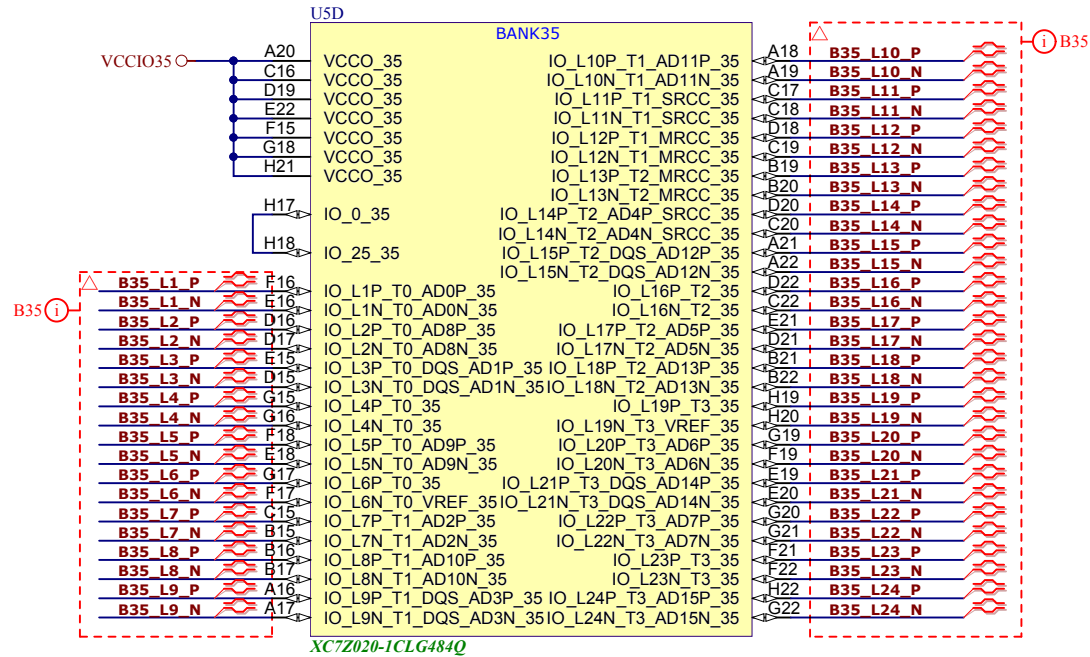 U5D
BANK35
B35
VCCIO35 A20 VCCO_35 IO_L10P_T1_AD11P_35 A18 B35_L10_P
C16 VCCO_35 IO_L10N_T1_AD11N_35 A19 B35_L10_N
D19 VCCO_35 IO_L11P_T1_SRCC_35 C17 B35_L11_P
E22 VCCO_35 IO_L11N_T1_SRCC_35 C18 B35_L11_N
F15 VCCO_35 IO_L12P_T1_MRCC_35 D18 B35_L12_P
G18 VCCO_35 IO_L12N_T1_MRCC_35 C19 B35_L12_N
H21 VCCO_35 IO_L13P_T2_MRCC_35 B19 B35_L13_P
IO_L13N_T2_MRCC_35 B20 B35_L13_N
H17 IO_0_35 IO_L14P_T2_AD4P_SRCC_35 D20 B35_L14_P
IO_L14N_T2_AD4N_SRCC_35 C20 B35_L14_N
H18 IO_25_35 IO_L15P_T2_DQS_AD12P_35 A21 B35_L15_P
IO_L15N_T2_DQS_AD12N_35 A22 B35_L15_N
B35_L1_P F16 IO_L1P_T0_AD0P_35 IO_L16P_T2_35 D22 B35_L16_P
B35 B35_L1_N E16 IO_L1N_T0_AD0N_35 IO_L16N_T2_35 C22 B35_L16_N
B35_L2_P D16 IO_L2P_T0_AD8P_35 IO_L17P_T2_AD5P_35 E21 B35_L17_P
B35_L2_N D17 IO_L2N_T0_AD8N_35 IO_L17N_T2_AD5N_35 D21 B35_L17_N
B35_L3_P E15 IO_L3P_T0_DQS_AD1P_35 IO_L18P_T2_AD13P_35 B21 B35_L18_P
B35_L3_N D15 IO_L3N_T0_DQS_AD1N_35 IO_L18N_T2_AD13N_35 B22 B35_L18_N
B35_L4_P G15 IO_L4P_T0_35 IO_L19P_T3_35 H19 B35_L19_P
B35_L4_N G16 IO_L4N_T0_35 IO_L19N_T3_VREF_35 H20 B35_L19_N
B35_L5_P F18 IO_L5P_T0_AD9P_35 IO_L20P_T3_AD6P_35 G19 B35_L20_P
B35_L5_N E18 IO_L5N_T0_AD9N_35 IO_L20N_T3_AD6N_35 F19 B35_L20_N
B35_L6_P G17 IO_L6P_T0_35 IO_L21P_T3_DQS_AD14P_35 E19 B35_L21_P
B35_L6_N F17 IO_L6N_T0_VREF_35 IO_L21N_T3_DQS_AD14N_35 E20 B35_L21_N
B35_L7_P C15 IO_L7P_T1_AD2P_35 IO_L22P_T3_AD7P_35 G20 B35_L22_P
B35_L7_N B15 IO_L7N_T1_AD2N_35 IO_L22N_T3_AD7N_35 G21 B35_L22_N
B35_L8_P B16 IO_L8P_T1_AD10P_35 IO_L23P_T3_35 F21 B35_L23_P
B35_L8_N B17 IO_L8N_T1_AD10N_35 IO_L23N_T3_35 F22 B35_L23_N
B35_L9_P A16 IO_L9P_T1_DQS_AD3P_35 IO_L24P_T3_AD15P_35 H22 B35_L24_P
B35_L9_N A17 IO_L9N_T1_DQS_AD3N_35 IO_L24N_T3_AD15N_35 G22 B35_L24_N
XC7Z020-1CLG484Q